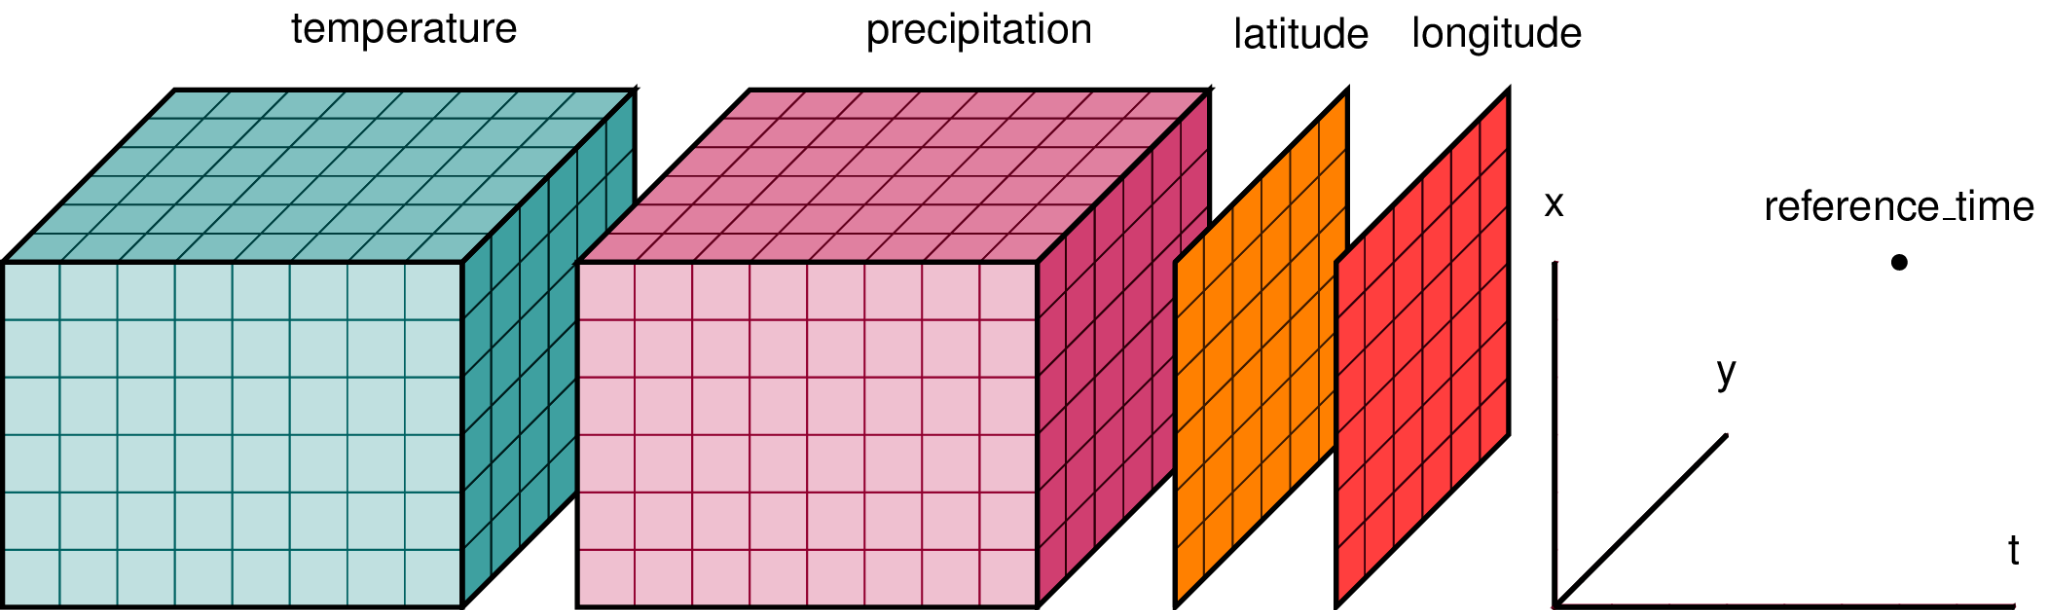 temperature
precipitation
latitude
longitude
x
reference_time
y
t